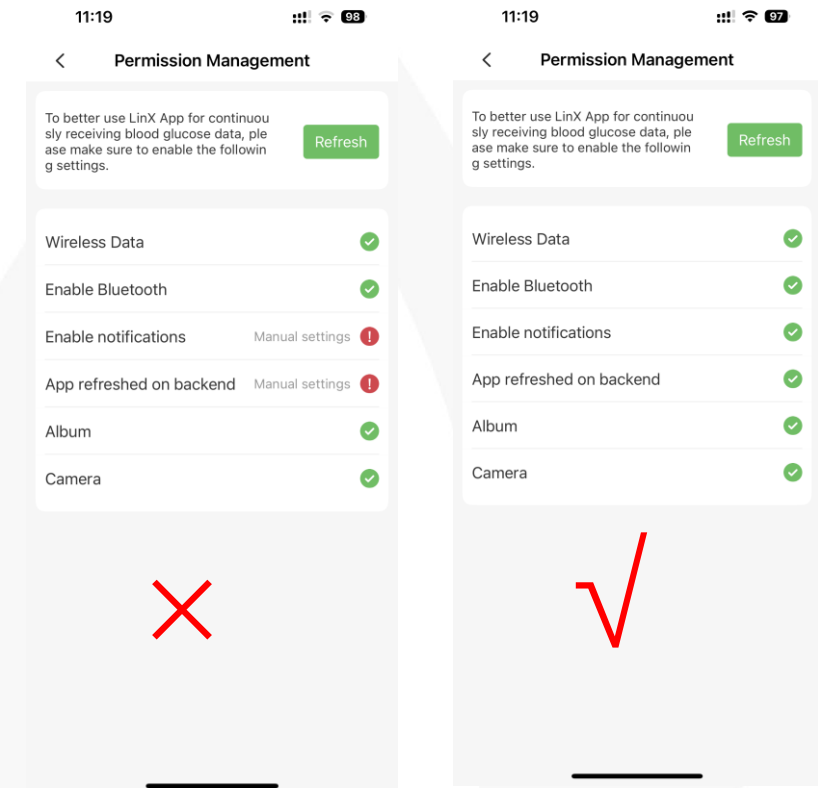 11:19
98
Permission Management
To better use LinX App for continuou
sly receiving blood glucose data, ple
ase make sure to enable the followin
g settings.
Refresh
Wireless Data
Enable Bluetooth
Enable notifications Manual settings
App refreshed on backend Manual settings
Album
Camera
11:19
97
Permission Management
To better use LinX App for continuou
sly receiving blood glucose data, ple
ase make sure to enable the followin
g settings.
Refresh
Wireless Data
Enable Bluetooth
Enable notifications
App refreshed on backend
Album
Camera